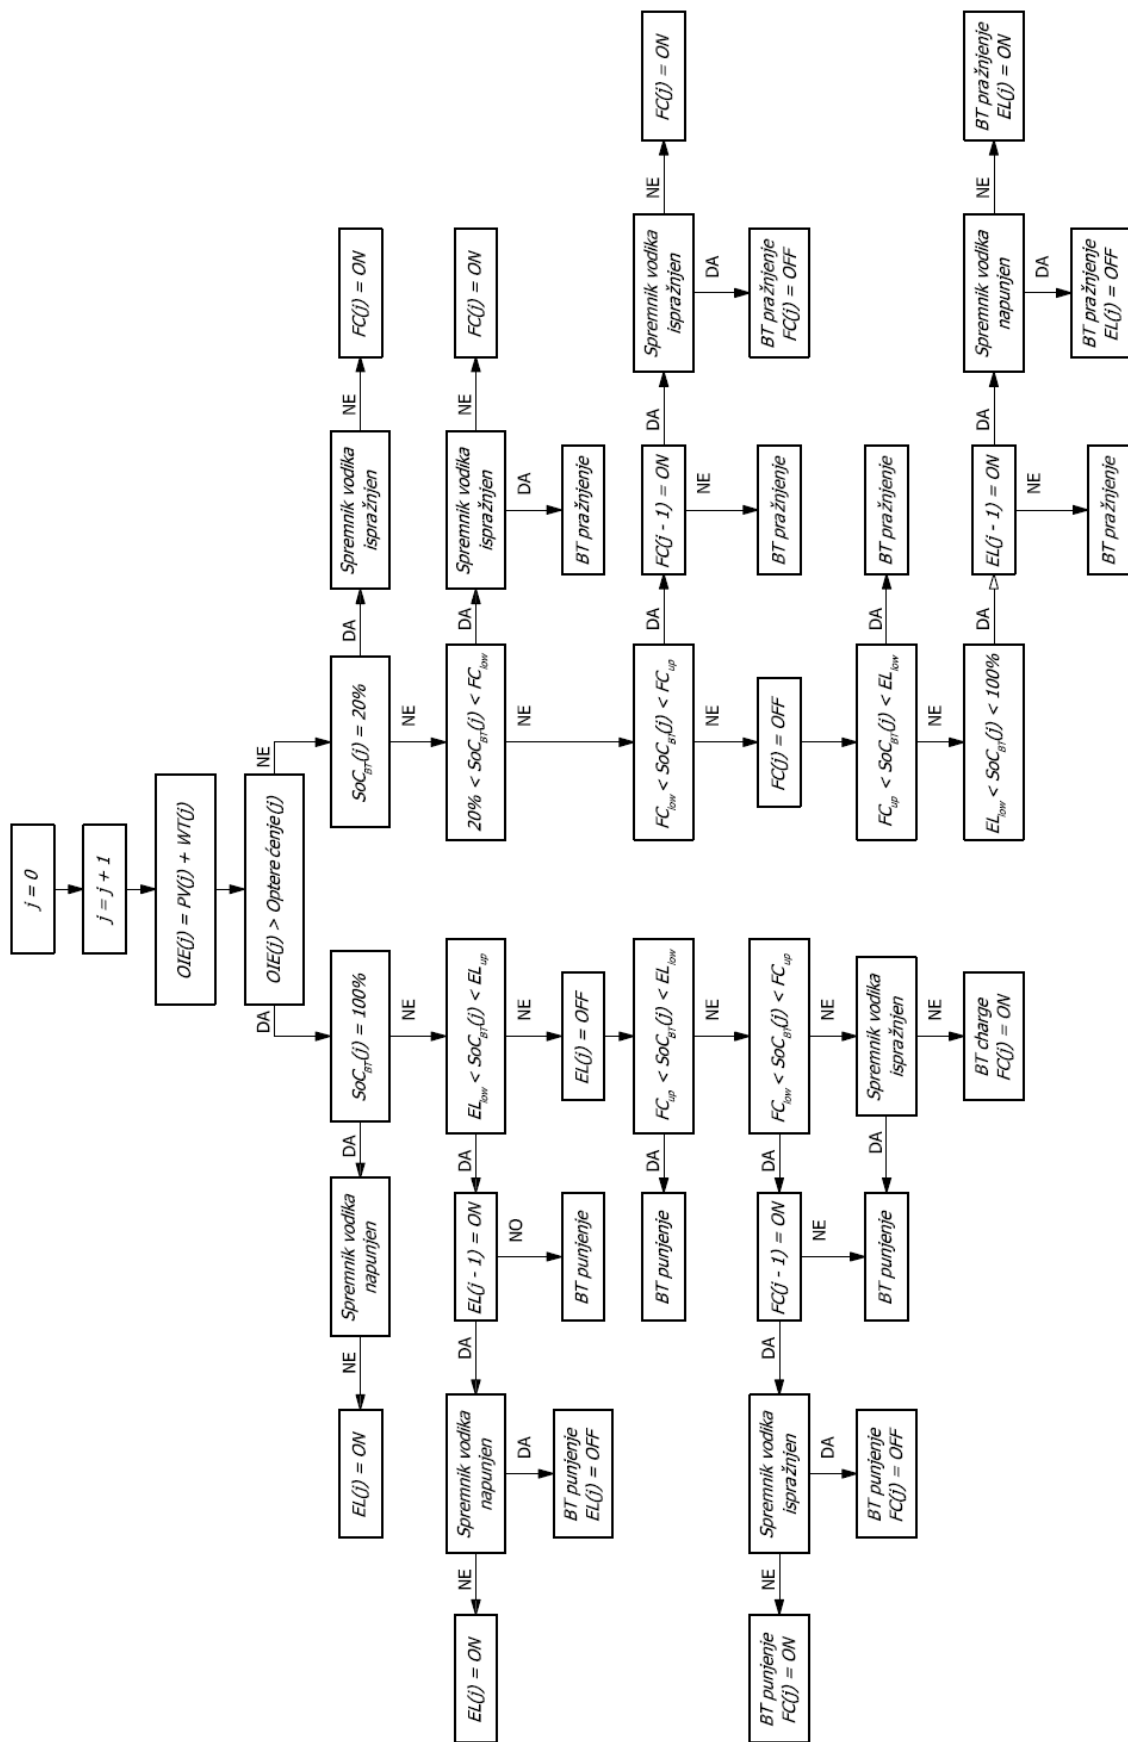 j = 0
j = j + 1
OIE(j) = PV(j) + WT(j)
OIE(j) > Optere ćenje(j)
DA
NE
SoC_BT(j) = 100%
DA
Spremnik vodika
napunjen
NE
EL(j) = ON
NE
EL_low < SoC_BT(j) < EL_up
DA
EL(j - 1) = ON
NO
BT punjenje
DA
Spremnik vodika
napunjen
DA
BT punjenje
EL(j) = OFF
NE
EL(j) = ON
NE
EL(j) = OFF
FC_up < SoC_BT(j) < EL_low
DA
BT punjenje
NE
FC_low < SoC_BT(j) < FC_up
DA
FC(j - 1) = ON
NE
BT punjenje
DA
Spremnik vodika
ispražnjen
DA
BT punjenje
FC(j) = OFF
NE
BT punjenje
FC(j) = ON
NE
Spremnik vodika
ispražnjen
DA
NE
BT charge
FC(j) = ON
SoC_BT(j) = 20%
DA
Spremnik vodika
ispražnjen
NE
FC(j) = ON
NE
20% < SoC_BT(j) < FC_low
DA
Spremnik vodika
ispražnjen
NE
FC(j) = ON
DA
BT pražnjenje
NE
FC_low < SoC_BT(j) < FC_up
DA
FC(j - 1) = ON
NE
BT pražnjenje
DA
Spremnik vodika
ispražnjen
NE
FC(j) = ON
DA
BT pražnjenje
FC(j) = OFF
NE
FC(j) = OFF
FC_up < SoC_BT(j) < EL_low
DA
BT pražnjenje
NE
EL_low < SoC_BT(j) < 100%
DA
EL(j - 1) = ON
NE
BT pražnjenje
DA
Spremnik vodika
napunjen
NE
BT pražnjenje
EL(j) = ON
DA
BT pražnjenje
EL(j) = OFF